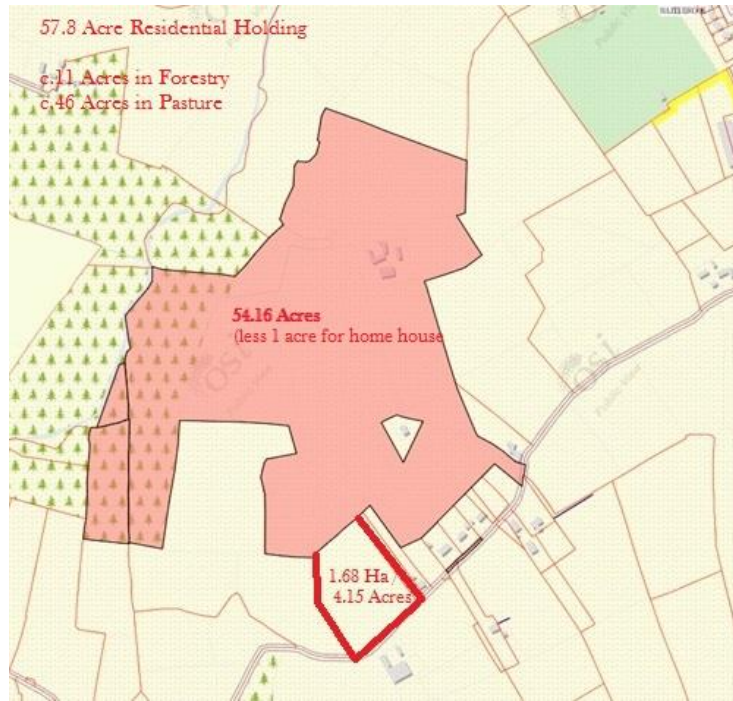 57.8 Acre Residential Holding
c.11 Acres in Forestry
c.46 Acres in Pasture
54.16 Acres
(less 1 acre for home house
osi
osi
1.68 Ha /
4.15 Acres